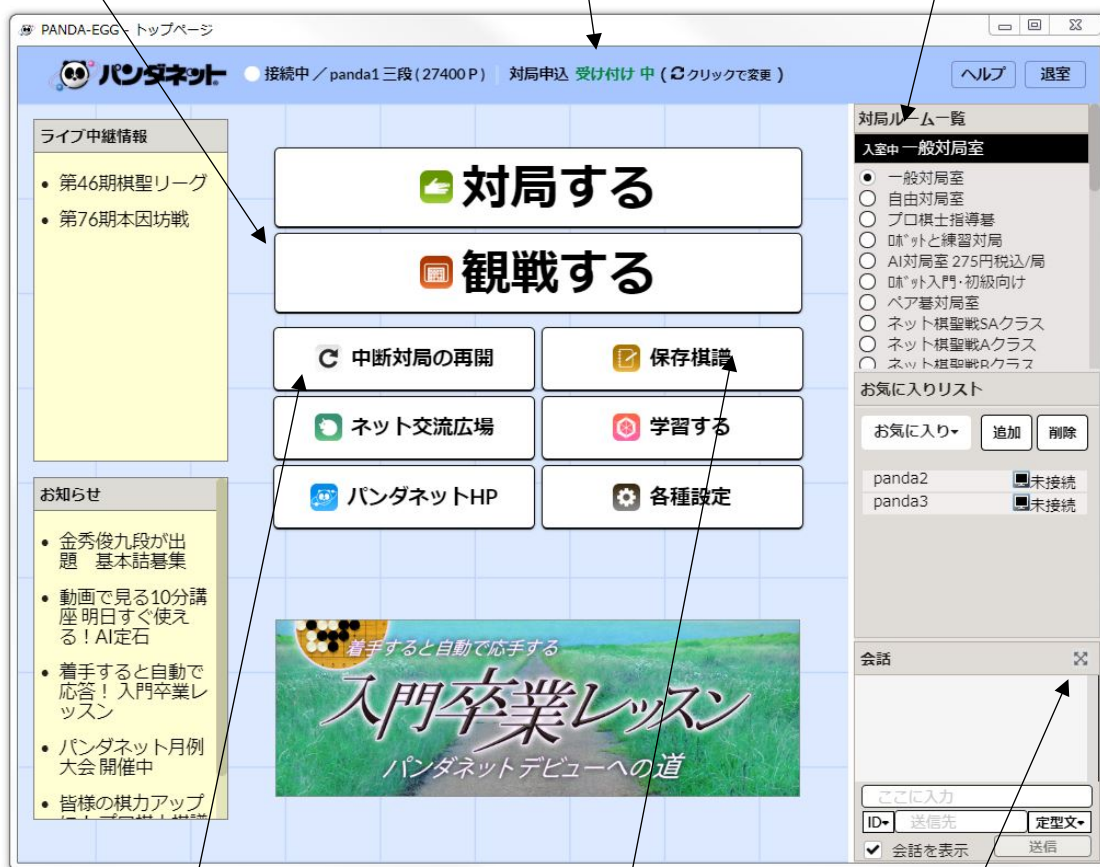 PANDA-EGG - トップページ
パンダネット
接続中 ／ panda1 三段 ( 27400 P ) 対局申込 受け付け 中 ( クリックで変更 )
ヘルプ
退室
ライブ中継情報
• 第46期棋聖リーグ
• 第76期本因坊戦
お知らせ
• 金秀俊九段が出
題 基本詰碁集
• 動画で見る10分講
座 明日すぐ使え
る！AI定石
• 着手すると自動で
応答！ 入門卒業レ
ッスン
• パンダネット月例
大会 開催中
• 皆様の棋力アップ
対局する
観戦する
中断対局の再開
保存棋譜
ネット交流広場
学習する
パンダネットHP
各種設定
着手すると自動で応手する
入門卒業レッスン
パンダネットデビューへの道
対局ルーム一覧
入室中 一般対局室
一般対局室
自由対局室
プロ棋士指導碁
ﾛﾎﾞｯﾄと練習対局
AI対局室 275円税込/局
ﾛﾎﾞｯﾄ入門･初級向け
ペア碁対局室
ネット棋聖戦SAクラス
ネット棋聖戦Aクラス
ネット棋聖戦Bクラス
お気に入りリスト
お気に入り
追加
削除
panda2 未接続
panda3 未接続
会話
ここに入力
ID 送信先 定型文
会話を表示 送信